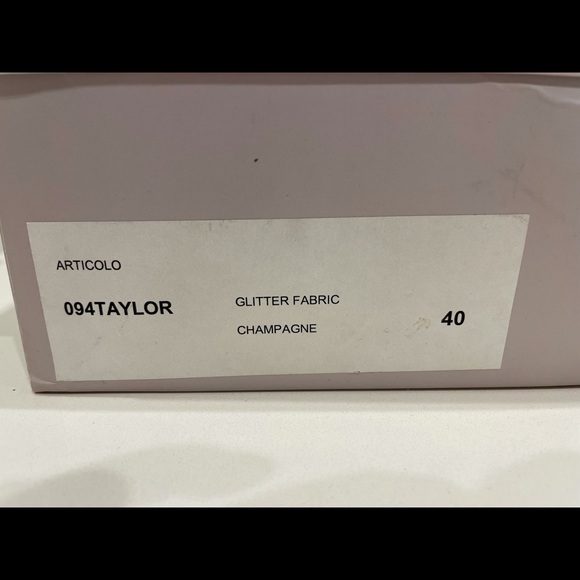 ARTICOLO
094TAYLOR
GLITTER FABRIC
CHAMPAGNE
40